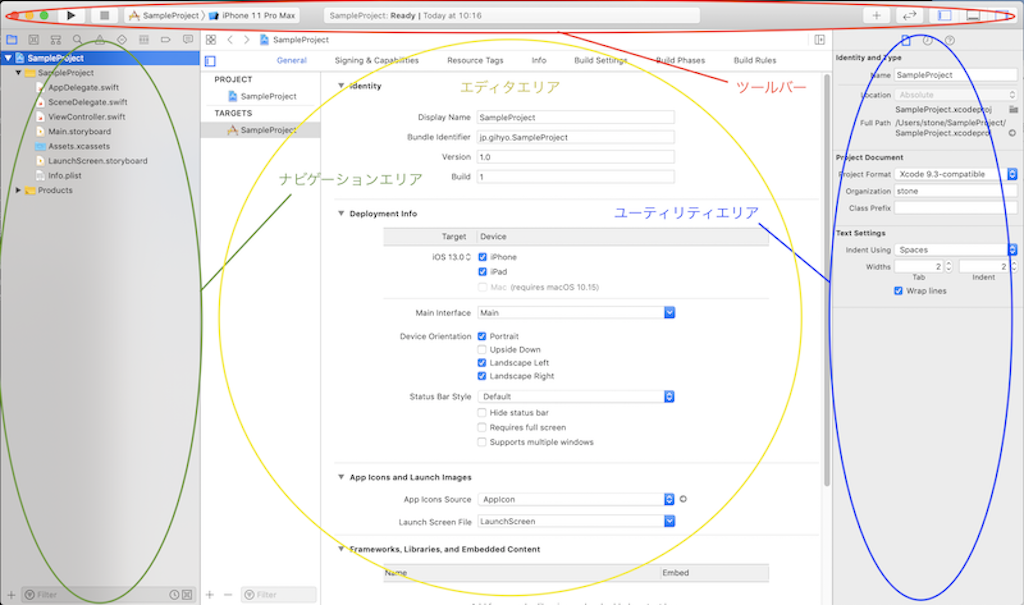 SampleProject 〉 iPhone 11 Pro Max
SampleProject: Ready | Today at 10:16
SampleProject
SampleProject
AppDelegate.swift
SceneDelegate.swift
ViewController.swift
Main.storyboard
Assets.xcassets
LaunchScreen.storyboard
Info.plist
Products
Filter
ナビゲーションエリア
SampleProject
General Signing & Capabilities Resource Tags Info Build Settings Build Phases Build Rules
PROJECT
SampleProject
TARGETS
SampleProject
Filter
Identity
エディタエリア
ツールバー
Display Name SampleProject
Bundle Identifier jp.gihyo.SampleProject
Version 1.0
Build 1
Deployment Info
Target Device
iOS 13.0 iPhone
iPad
Mac (requires macOS 10.15)
Main Interface Main
Device Orientation Portrait
Upside Down
Landscape Left
Landscape Right
Status Bar Style Default
Hide status bar
Requires full screen
Supports multiple windows
App Icons and Launch Images
App Icons Source AppIcon
Launch Screen File LaunchScreen
Frameworks, Libraries, and Embedded Content
Name Embed
ユーティリティエリア
Identity and Type
Name SampleProject
Location Absolute
SampleProject.xcodeproj
Full Path /Users/stone/SampleProject/
SampleProject.xcodeproj
Project Document
Project Format Xcode 9.3-compatible
Organization stone
Class Prefix
Text Settings
Indent Using Spaces
Widths 2 2
Tab Indent
Wrap lines